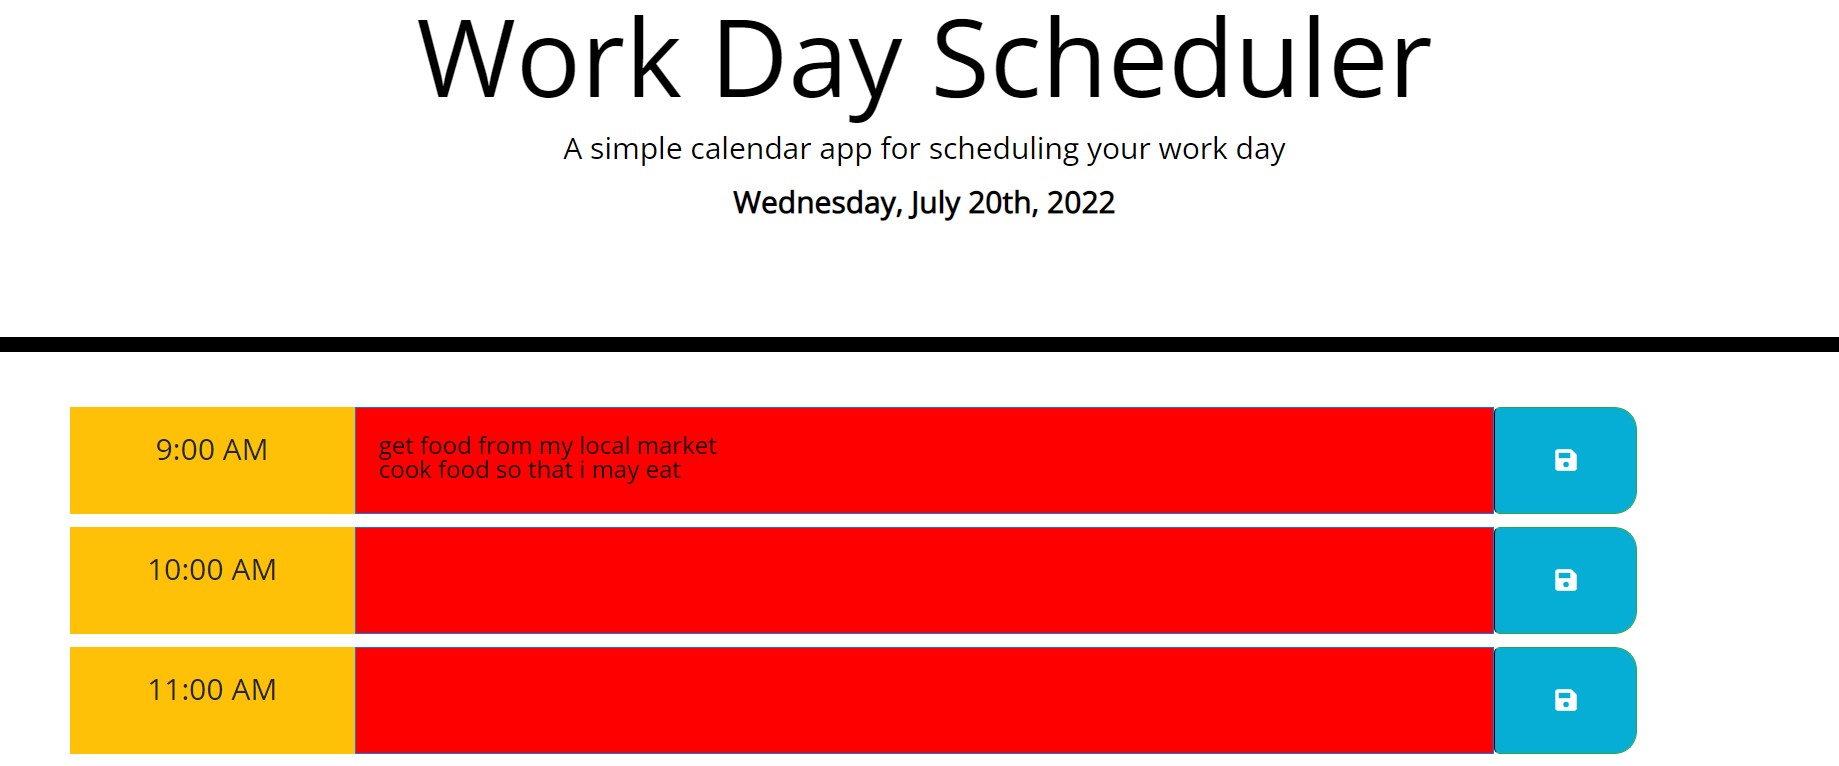 Work Day Scheduler
A simple calendar app for scheduling your work day
Wednesday, July 20th, 2022
9:00 AM
get food from my local market
cook food so that i may eat
10:00 AM
11:00 AM